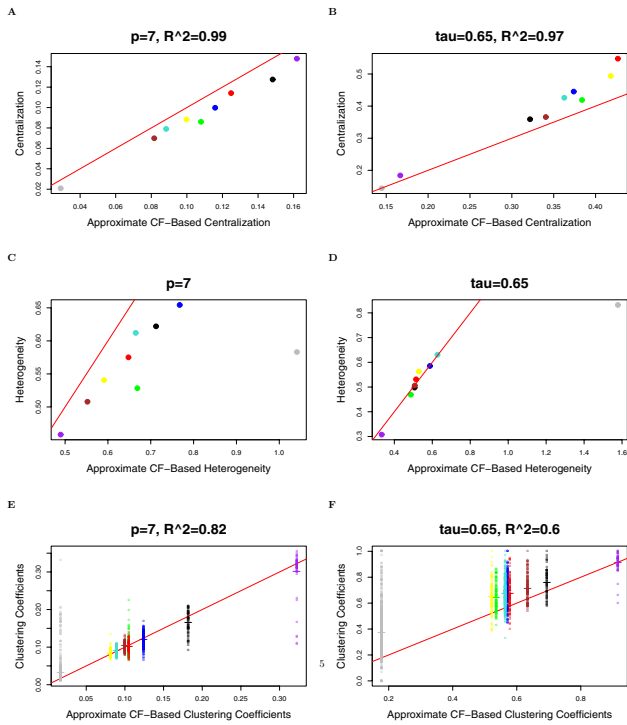 A
p=7, R^2=0.99
Centralization
0.02 0.04 0.06 0.08 0.10 0.12 0.14
0.04 0.06 0.08 0.10 0.12 0.14 0.16
Approximate CF−Based Centralization
B
tau=0.65, R^2=0.97
Centralization
0.2 0.3 0.4 0.5
0.15 0.20 0.25 0.30 0.35 0.40
Approximate CF−Based Centralization
C
p=7
Heterogeneity
0.50 0.55 0.60 0.65
0.5 0.6 0.7 0.8 0.9 1.0
Approximate CF−Based Heterogeneity
D
tau=0.65
Heterogeneity
0.3 0.4 0.5 0.6 0.7 0.8
0.4 0.6 0.8 1.0 1.2 1.4 1.6
Approximate CF−Based Heterogeneity
E
p=7, R^2=0.82
Clustering Coefficients
0.00 0.10 0.20 0.30
0.05 0.10 0.15 0.20 0.25 0.30
Approximate CF−Based Clustering Coefficients
F
tau=0.65, R^2=0.6
Clustering Coefficients
0.0 0.2 0.4 0.6 0.8 1.0
0.2 0.4 0.6 0.8
Approximate CF−Based Clustering Coefficients
5